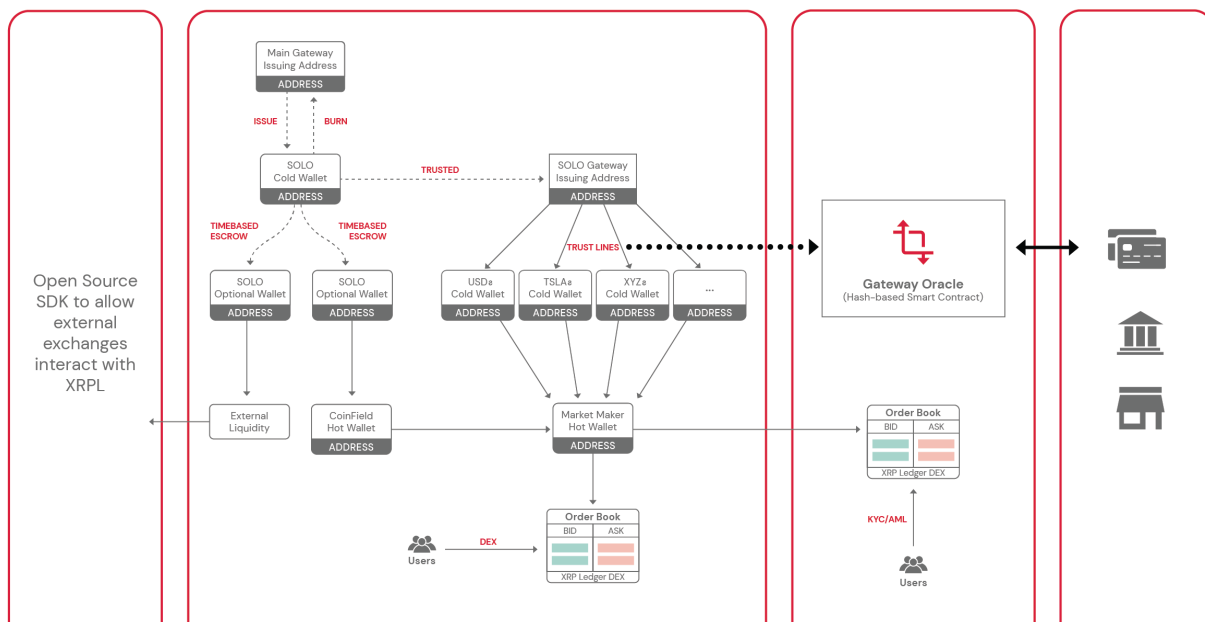 Open Source
SDK to allow
external
exchanges
interact with
XRPL
Main Gateway
Issuing Address
ADDRESS
ISSUE
BURN
SOLO
Cold Wallet
ADDRESS
TRUSTED
SOLO Gateway
Issuing Address
ADDRESS
TIMEBASED
ESCROW
TIMEBASED
ESCROW
TRUST LINES
SOLO
Optional Wallet
ADDRESS
SOLO
Optional Wallet
ADDRESS
USDƨ
Cold Wallet
ADDRESS
TSLAƨ
Cold Wallet
ADDRESS
XYZƨ
Cold Wallet
ADDRESS
...
ADDRESS
External
Liquidity
CoinField
Hot Wallet
ADDRESS
Market Maker
Hot Wallet
ADDRESS
Users
DEX
Order Book
BID ASK
XRP Ledger DEX
Gateway Oracle
(Hash-based Smart Contract)
Order Book
BID ASK
XRP Ledger DEX
KYC/AML
Users